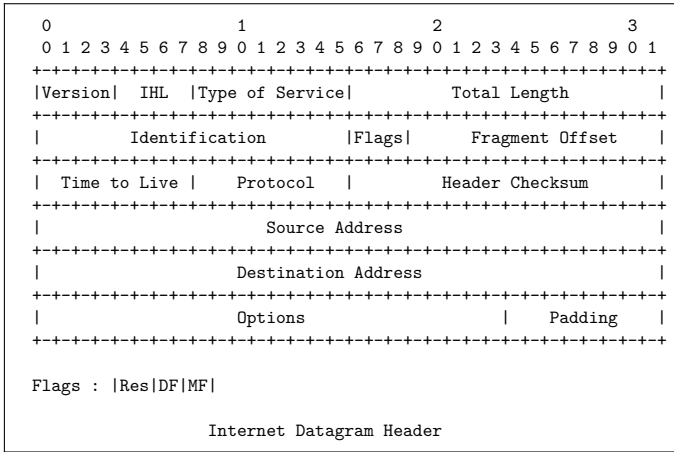 0                   1                   2                   3
0 1 2 3 4 5 6 7 8 9 0 1 2 3 4 5 6 7 8 9 0 1 2 3 4 5 6 7 8 9 0 1
+-+-+-+-+-+-+-+-+-+-+-+-+-+-+-+-+-+-+-+-+-+-+-+-+-+-+-+-+-+-+-+-+
|Version|  IHL  |Type of Service|          Total Length         |
+-+-+-+-+-+-+-+-+-+-+-+-+-+-+-+-+-+-+-+-+-+-+-+-+-+-+-+-+-+-+-+-+
|         Identification        |Flags|      Fragment Offset    |
+-+-+-+-+-+-+-+-+-+-+-+-+-+-+-+-+-+-+-+-+-+-+-+-+-+-+-+-+-+-+-+-+
|  Time to Live |    Protocol   |         Header Checksum       |
+-+-+-+-+-+-+-+-+-+-+-+-+-+-+-+-+-+-+-+-+-+-+-+-+-+-+-+-+-+-+-+-+
|                       Source Address                          |
+-+-+-+-+-+-+-+-+-+-+-+-+-+-+-+-+-+-+-+-+-+-+-+-+-+-+-+-+-+-+-+-+
|                    Destination Address                        |
+-+-+-+-+-+-+-+-+-+-+-+-+-+-+-+-+-+-+-+-+-+-+-+-+-+-+-+-+-+-+-+-+
|                    Options                    |    Padding    |
+-+-+-+-+-+-+-+-+-+-+-+-+-+-+-+-+-+-+-+-+-+-+-+-+-+-+-+-+-+-+-+-+
Flags : |Res|DF|MF|
Internet Datagram Header